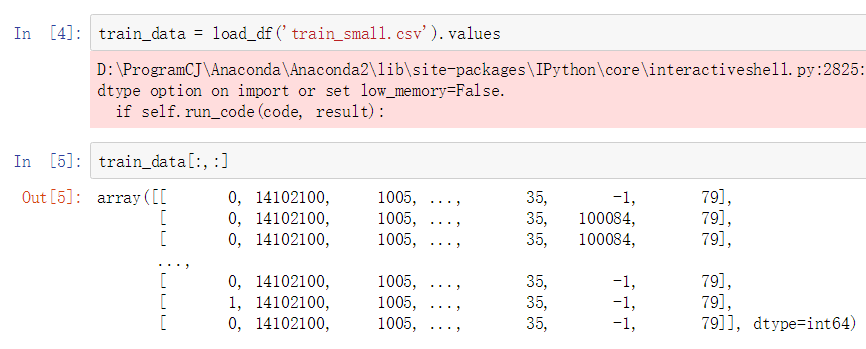 In [4]: train_data = load_df('train_small.csv').values
D:\ProgramCJ\Anaconda\Anaconda2\lib\site-packages\IPython\core\interactiveshell.py:2825:
dtype option on import or set low_memory=False.
if self.run_code(code, result):
In [5]: train_data[:,:]
Out[5]: array([[ 0, 14102100, 1005, ..., 35, -1, 79],
[ 0, 14102100, 1005, ..., 35, 100084, 79],
[ 0, 14102100, 1005, ..., 35, 100084, 79],
...,
[ 0, 14102100, 1005, ..., 35, -1, 79],
[ 1, 14102100, 1005, ..., 35, -1, 79],
[ 0, 14102100, 1005, ..., 35, -1, 79]], dtype=int64)